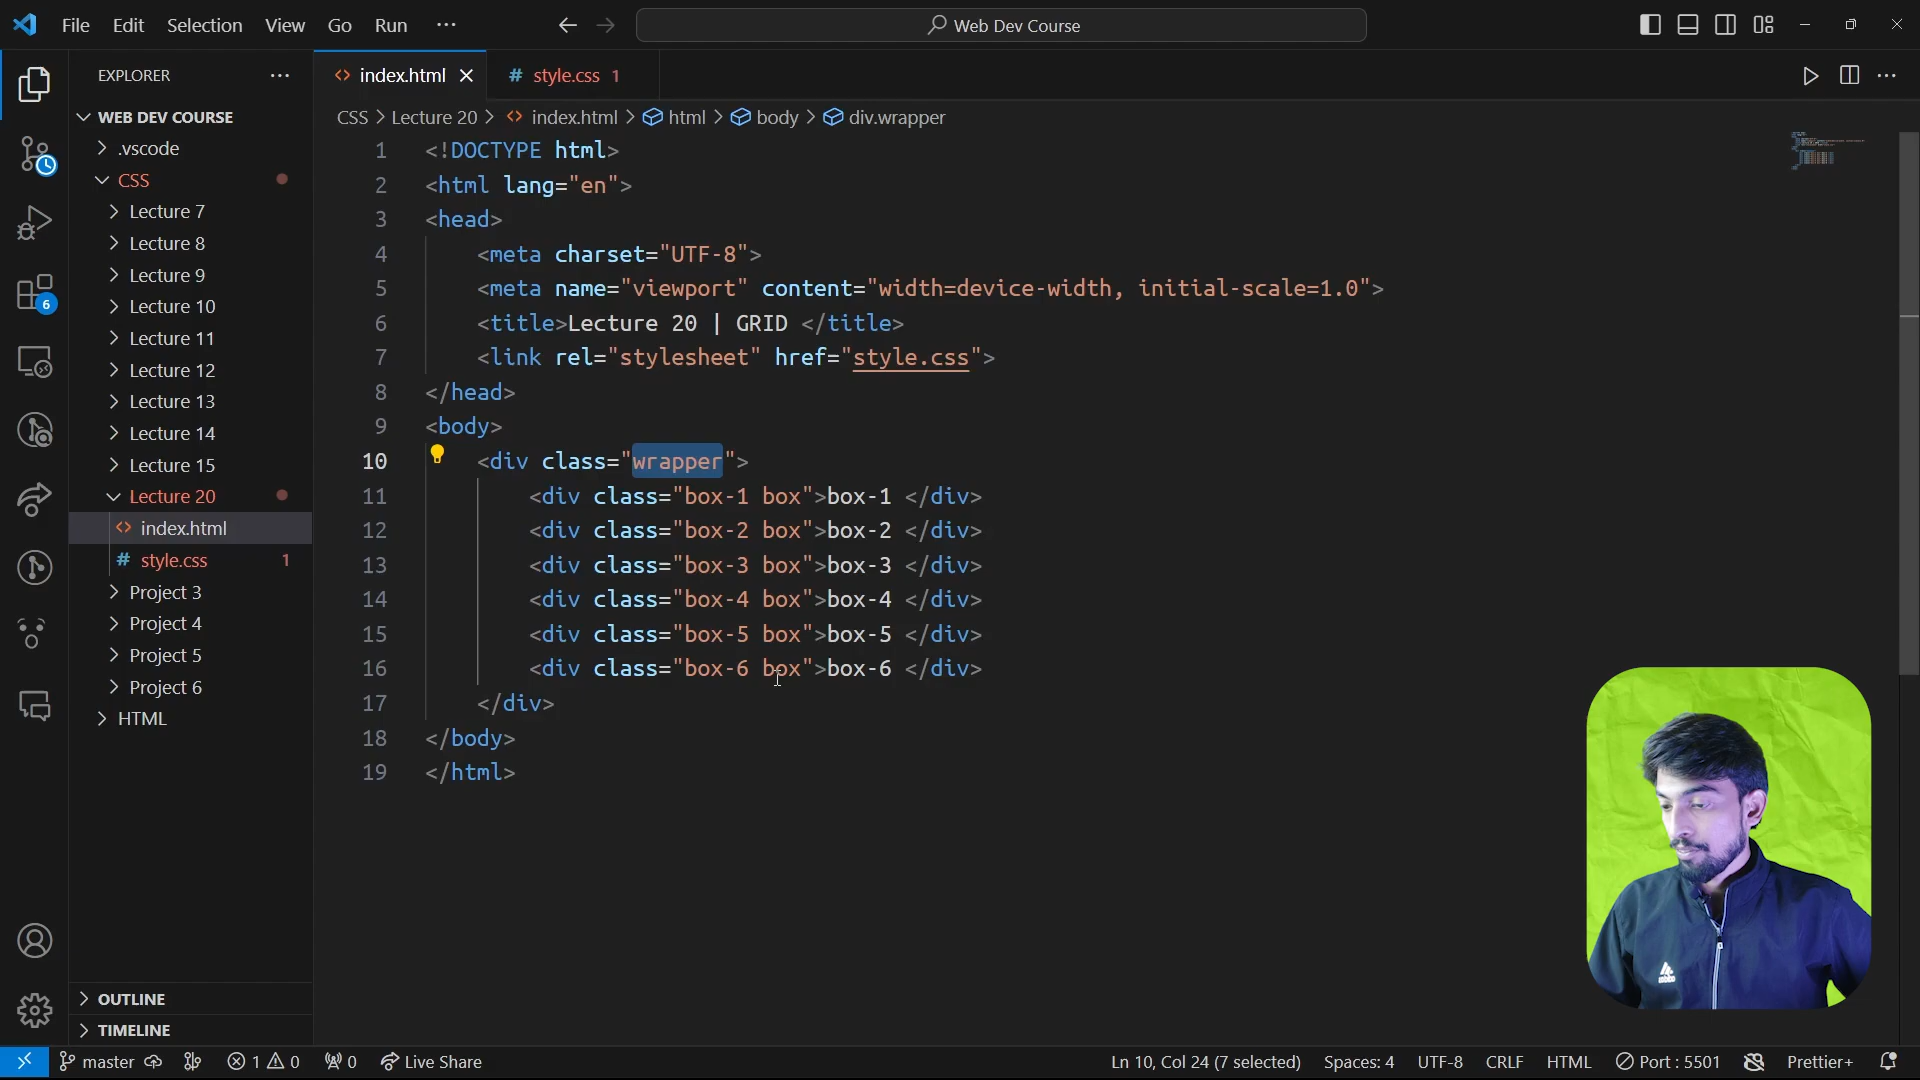 File Edit Selection View Go Run ··· Web Dev Course
EXPLORER ···
index.html
# style.css 1
WEB DEV COURSE
CSS > Lecture 20 > index.html > html > body > div.wrapper
.vscode
CSS
Lecture 7
Lecture 8
Lecture 9
Lecture 10
Lecture 11
Lecture 12
Lecture 13
Lecture 14
Lecture 15
Lecture 20
index.html
# style.css 1
Project 3
Project 4
Project 5
Project 6
HTML
OUTLINE
TIMELINE
6
1 <!DOCTYPE html>
2 <html lang="en">
3 <head>
4 <meta charset="UTF-8">
5 <meta name="viewport" content="width=device-width, initial-scale=1.0">
6 <title>Lecture 20 | GRID </title>
7 <link rel="stylesheet" href="style.css">
8 </head>
9 <body>
10 <div class="wrapper">
11 <div class="box-1 box">box-1 </div>
12 <div class="box-2 box">box-2 </div>
13 <div class="box-3 box">box-3 </div>
14 <div class="box-4 box">box-4 </div>
15 <div class="box-5 box">box-5 </div>
16 <div class="box-6 box">box-6 </div>
17 </div>
18 </body>
19 </html>
master 1 0 0 Live Share Ln 10, Col 24 (7 selected) Spaces: 4 UTF-8 CRLF HTML Port : 5501 Prettier+